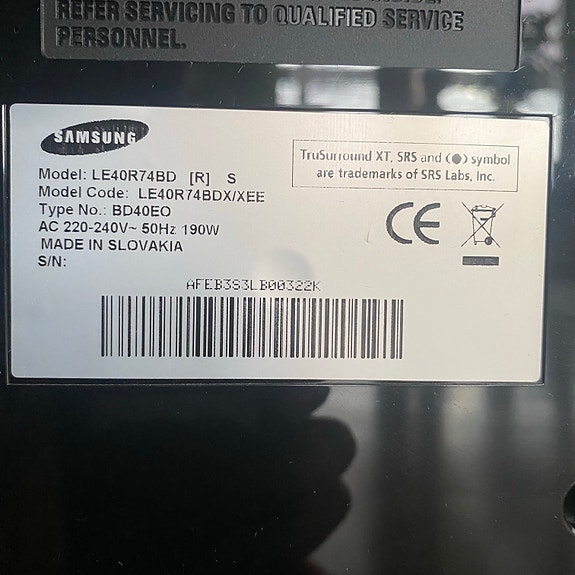 REFER SERVICING TO QUALIFIED SERVICE
PERSONNEL.
SAMSUNG
Model: LE40R74BD [R] S
Model Code: LE40R74BDX/XEE
Type No.: BD40EO
AC 220-240V~ 50Hz 190W
MADE IN SLOVAKIA
S/N:
TruSurround XT, SRS and (●) symbol
are trademarks of SRS Labs, Inc.
CE
AFEB3S3LB00322K